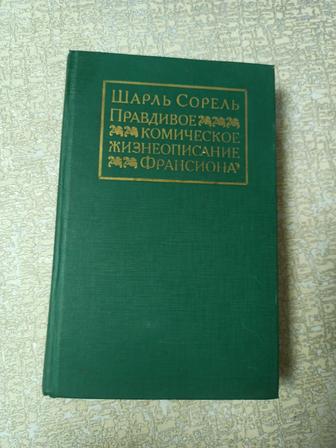 Шарль Сорель
Правдивое
комическое
жизнеописание
Франсиона